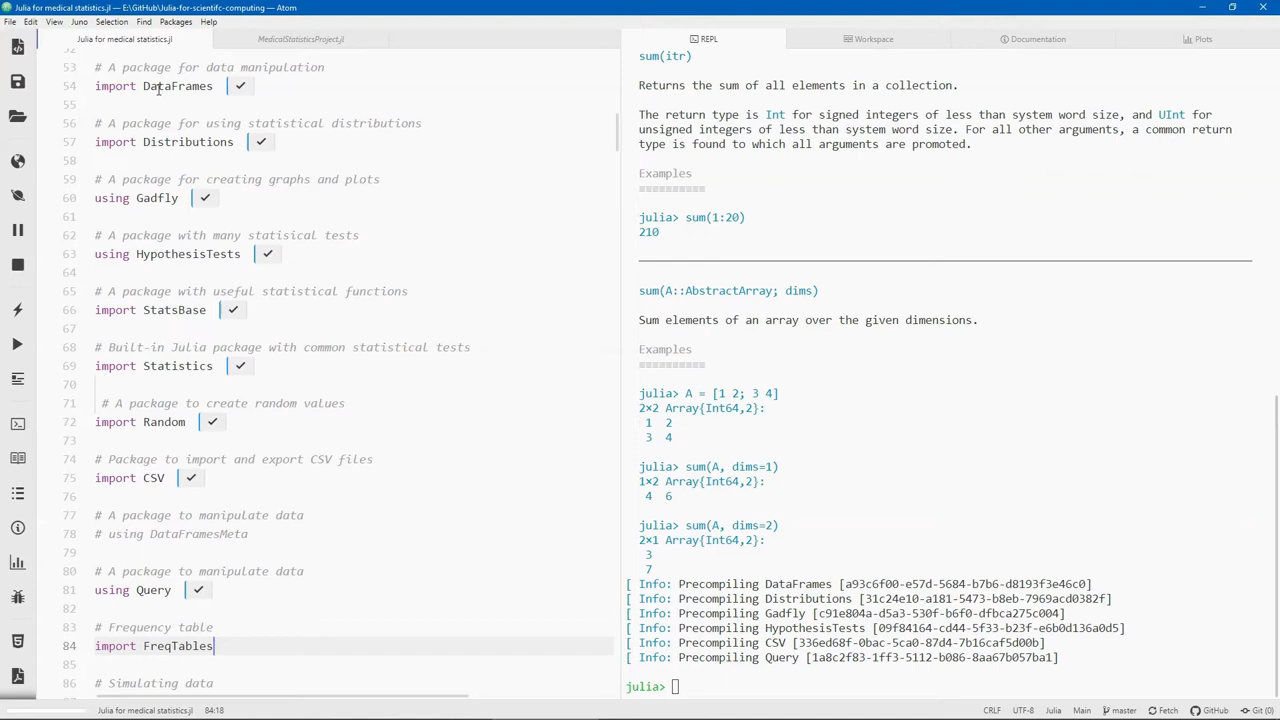 Julia for medical statistics.jl — E:\GitHub\Julia-for-scientifc-computing — Atom
File Edit View Juno Selection Find Packages Help
Julia for medical statistics.jl
MedicalStatisticsProject.jl
REPL
Workspace
Documentation
Plots
52
53 # A package for data manipulation
54 import DataFrames
55
56 # A package for using statistical distributions
57 import Distributions
58
59 # A package for creating graphs and plots
60 using Gadfly
61
62 # A package with many statisical tests
63 using HypothesisTests
64
65 # A package with useful statistical functions
66 import StatsBase
67
68 # Built-in Julia package with common statistical tests
69 import Statistics
70
71 # A package to create random values
72 import Random
73
74 # Package to import and export CSV files
75 import CSV
76
77 # A package to manipulate data
78 # using DataFramesMeta
79
80 # A package to manipulate data
81 using Query
82
83 # Frequency table
84 import FreqTables
85
86 # Simulating data
sum(itr)
Returns the sum of all elements in a collection.
The return type is Int for signed integers of less than system word size, and UInt for
unsigned integers of less than system word size. For all other arguments, a common return
type is found to which all arguments are promoted.
Examples
≡≡≡≡≡≡≡≡≡≡
julia> sum(1:20)
210
sum(A::AbstractArray; dims)
Sum elements of an array over the given dimensions.
Examples
≡≡≡≡≡≡≡≡≡≡
julia> A = [1 2; 3 4]
2×2 Array{Int64,2}:
1 2
3 4
julia> sum(A, dims=1)
1×2 Array{Int64,2}:
4 6
julia> sum(A, dims=2)
2×1 Array{Int64,2}:
3
7
[ Info: Precompiling DataFrames [a93c6f00-e57d-5684-b7b6-d8193f3e46c0]
[ Info: Precompiling Distributions [31c24e10-a181-5473-b8eb-7969acd0382f]
[ Info: Precompiling Gadfly [c91e804a-d5a3-530f-b6f0-dfbca275c004]
[ Info: Precompiling HypothesisTests [09f84164-cd44-5f33-b23f-e6b0d136a0d5]
[ Info: Precompiling CSV [336ed68f-0bac-5ca0-87d4-7b16caf5d00b]
[ Info: Precompiling Query [1a8c2f83-1ff3-5112-b086-8aa67b057ba1]
julia>
Julia for medical statistics.jl 84:18
CRLF UTF-8 Julia Main master Fetch GitHub Git (0)